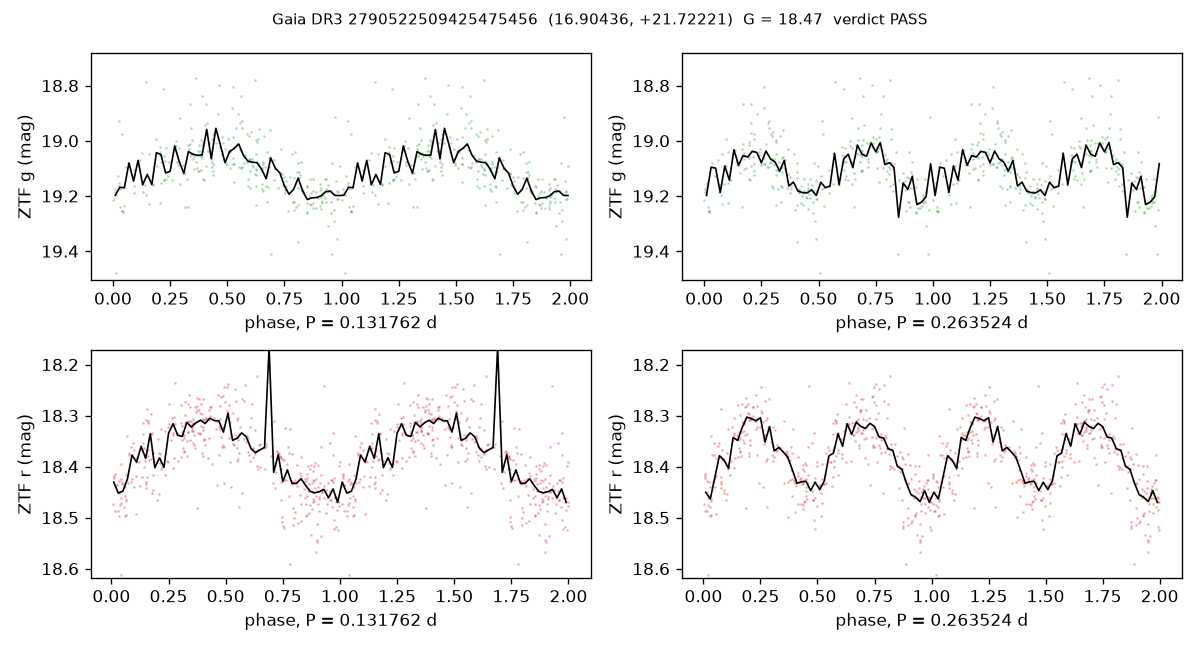 Gaia DR3 2790522509425475456  (16.90436, +21.72221)  G = 18.47  verdict PASS
ZTF g (mag)
18.8
19.0
19.2
19.4
0.00 0.25 0.50 0.75 1.00 1.25 1.50 1.75 2.00
phase, P = 0.131762 d
ZTF g (mag)
18.8
19.0
19.2
19.4
0.00 0.25 0.50 0.75 1.00 1.25 1.50 1.75 2.00
phase, P = 0.263524 d
ZTF r (mag)
18.2
18.3
18.4
18.5
18.6
0.00 0.25 0.50 0.75 1.00 1.25 1.50 1.75 2.00
phase, P = 0.131762 d
ZTF r (mag)
18.2
18.3
18.4
18.5
18.6
0.00 0.25 0.50 0.75 1.00 1.25 1.50 1.75 2.00
phase, P = 0.263524 d